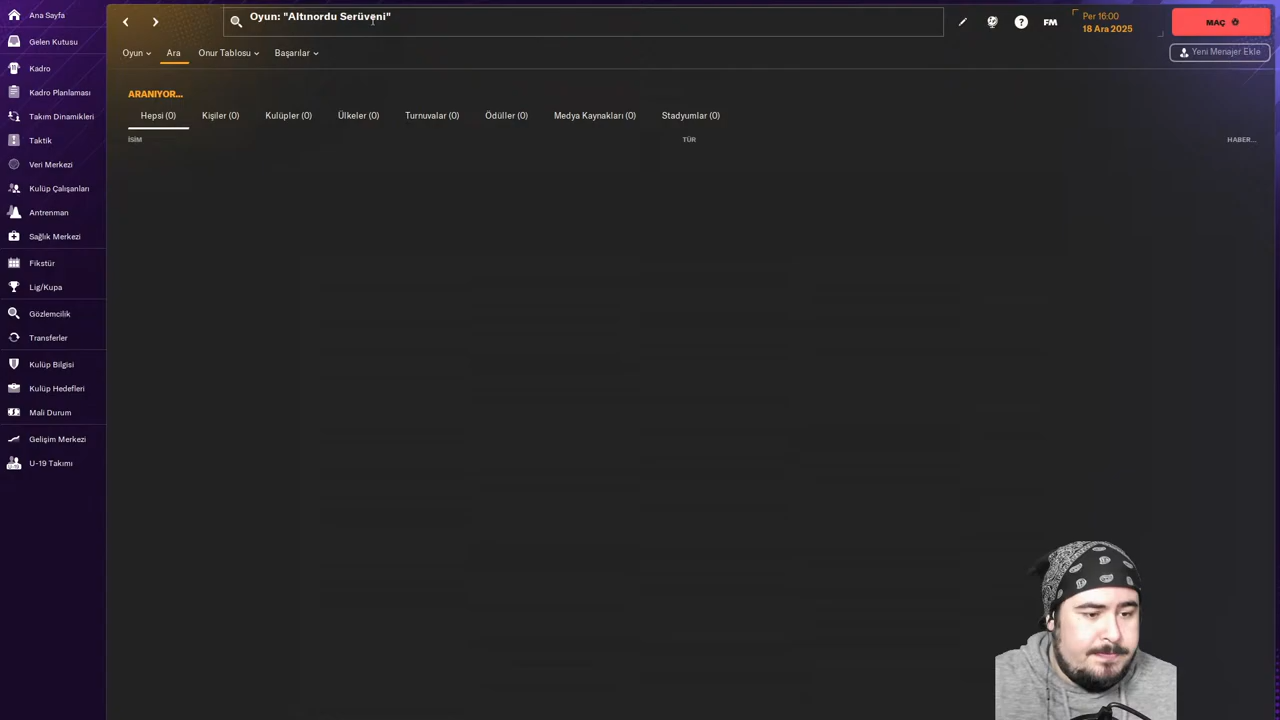 Ana Sayfa
Gelen Kutusu
Kadro
Kadro Planlaması
Takım Dinamikleri
Taktik
Veri Merkezi
Kulüp Çalışanları
Antrenman
Sağlık Merkezi
Fikstür
Lig/Kupa
Gözlemcilik
Transferler
Kulüp Bilgisi
Kulüp Hedefleri
Mali Durum
Gelişim Merkezi
U-19
U-19 Takımı
Oyun: "Altınordu Serüveni"
?
FM
Per 16:00
18 Ara 2025
MAÇ
Oyun
Ara
Onur Tablosu
Başarılar
Yeni Menajer Ekle
ARANIYOR...
Hepsi (0)
Kişiler (0)
Kulüpler (0)
Ülkeler (0)
Turnuvalar (0)
Ödüller (0)
Medya Kaynakları (0)
Stadyumlar (0)
İSİM
TÜR
HABER...